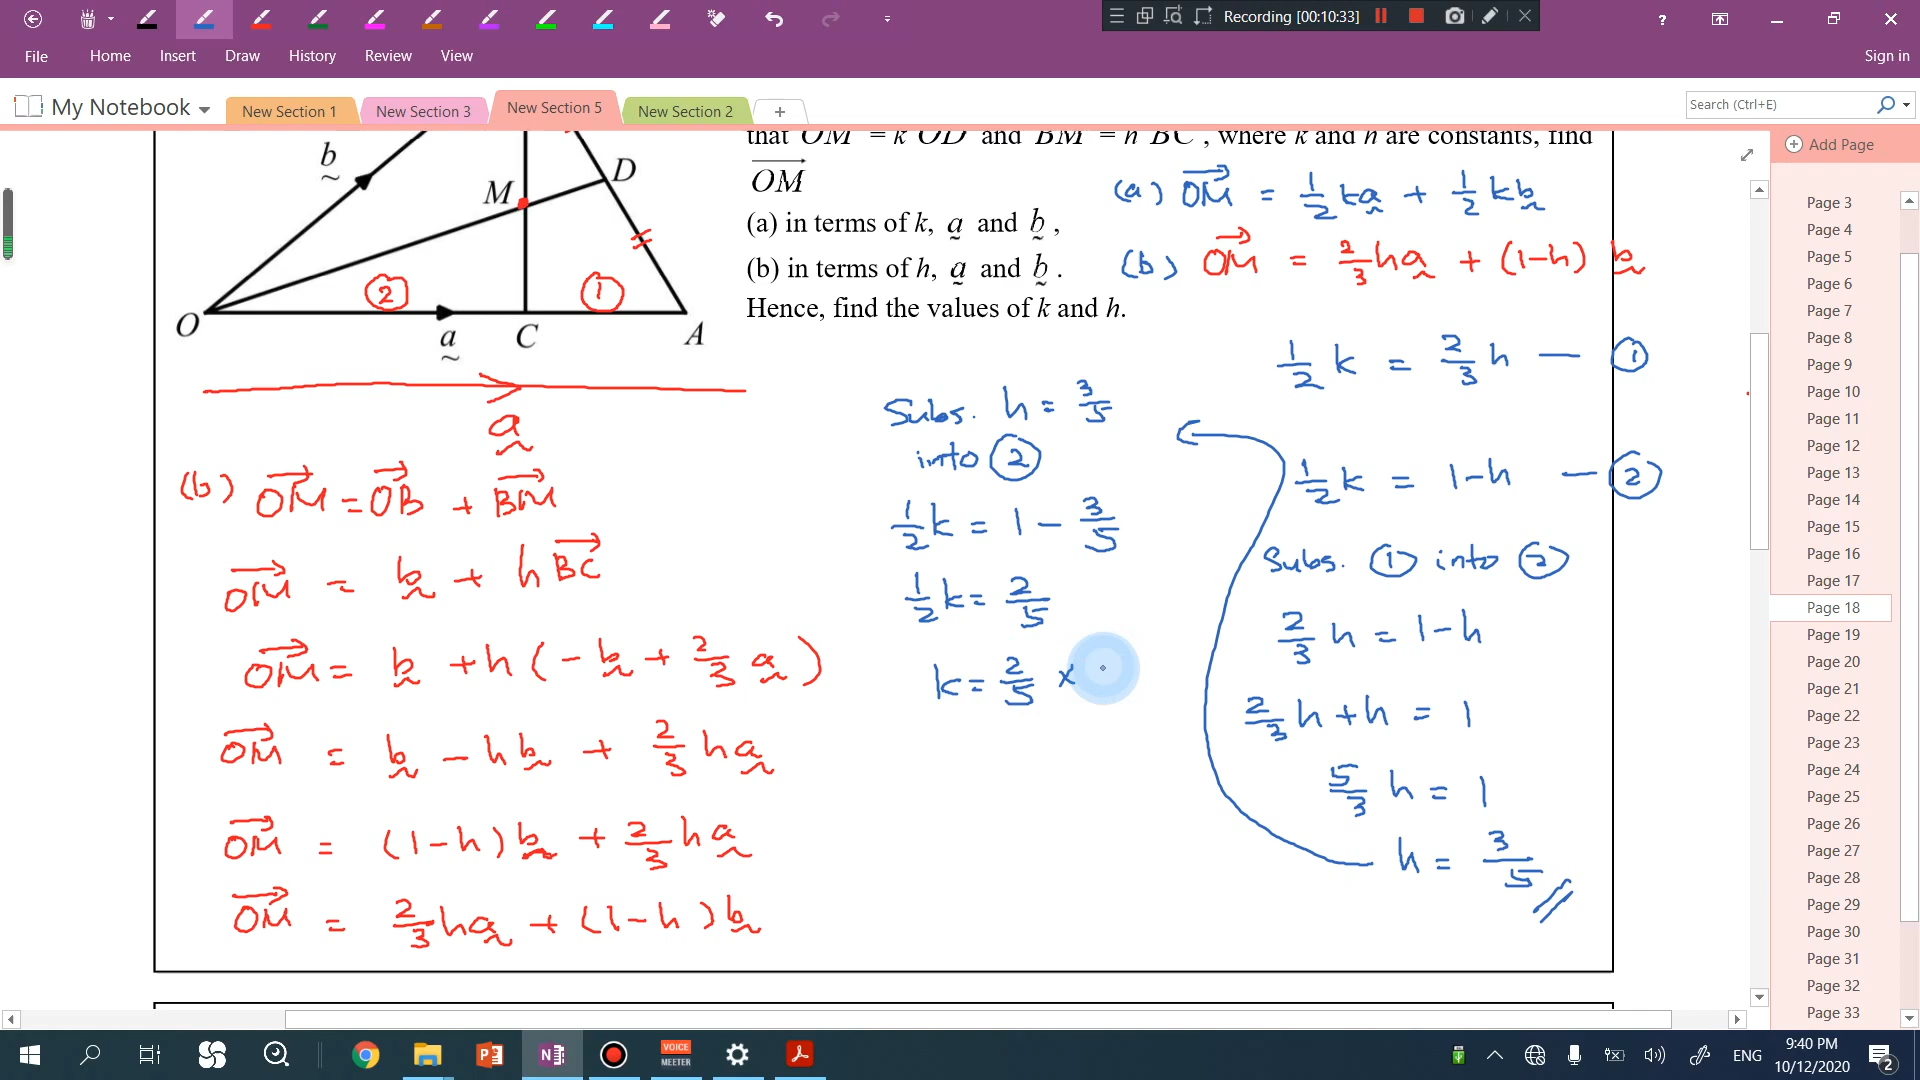 Recording [00:10:33]
File Home Insert Draw History Review View
Sign in
My Notebook
New Section 1 New Section 3 New Section 5 New Section 2 +
Search (Ctrl+E)
Add Page
that OM = k OD and BM = h BC , where k and h are constants, find
OM
(a) in terms of k, a and b ,
(b) in terms of h, a and b .
Hence, find the values of k and h.
b
M
D
O
a
C
A
2
1
a
(a) OM = 1/2 ka + 1/2 kb
(b) OM = 2/3 ha + (1-h) b
(b) OM = OB + BM
OM = b + h BC
OM = b + h ( - b + 2/3 a )
OM = b - hb + 2/3 ha
OM = (1-h) b + 2/3 ha
OM = 2/3 ha + (1-h) b
1/2 k = 2/3 h — ①
1/2 k = 1-h — ②
Subs. ① into ②
2/3 h = 1-h
2/3 h + h = 1
5/3 h = 1
h = 3/5 //
Subs. h = 3/5
into ②
1/2 k = 1 - 3/5
1/2 k = 2/5
k = 2/5 x
Page 3
Page 4
Page 5
Page 6
Page 7
Page 8
Page 9
Page 10
Page 11
Page 12
Page 13
Page 14
Page 15
Page 16
Page 17
Page 18
Page 19
Page 20
Page 21
Page 22
Page 23
Page 24
Page 25
Page 26
Page 27
Page 28
Page 29
Page 30
Page 31
Page 32
Page 33
VOICE
MEETER
ENG
9:40 PM
10/12/2020
2